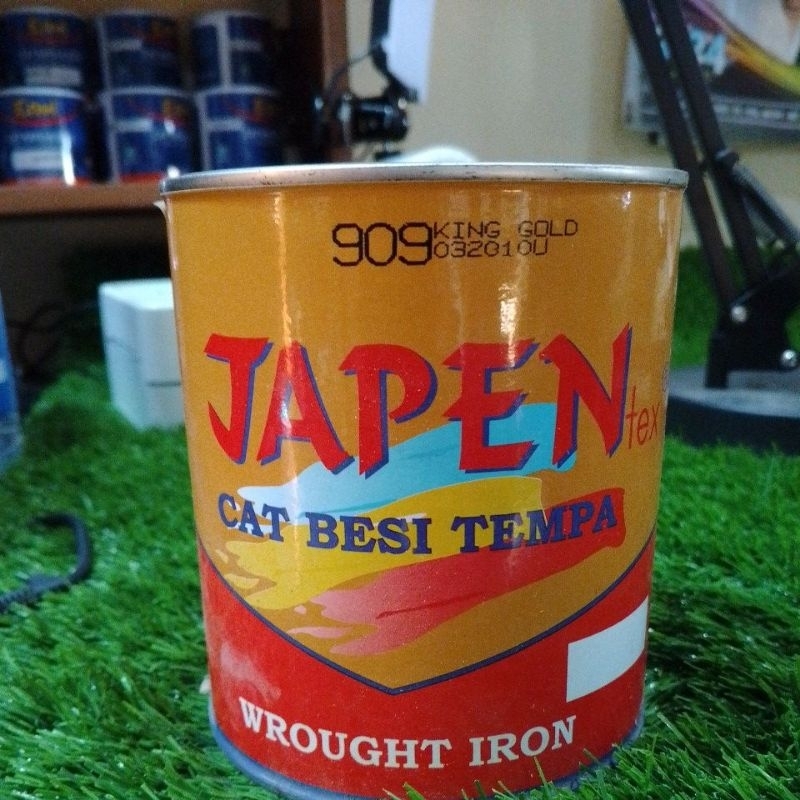 909 KING GOLD
032010U
JAPEN
tex
CAT BESI TEMPA
WROUGHT IRON